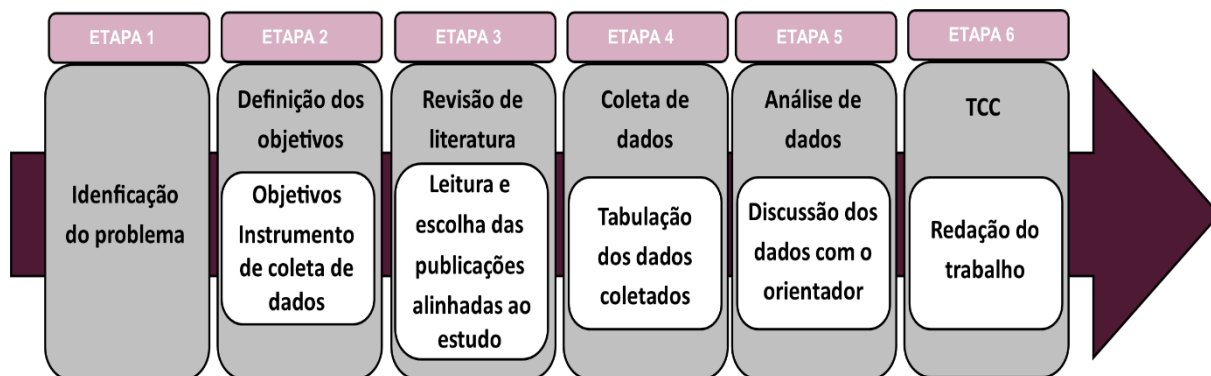 ETAPA 1
Idenficação
do problema
ETAPA 2
Definição dos
objetivos
Objetivos
Instrumento
de coleta de
dados
ETAPA 3
Revisão de
literatura
Leitura e
escolha das
publicações
alinhadas ao
estudo
ETAPA 4
Coleta de
dados
Tabulação
dos dados
coletados
ETAPA 5
Análise de
dados
Discussão dos
dados com o
orientador
ETAPA 6
TCC
Redação do
trabalho